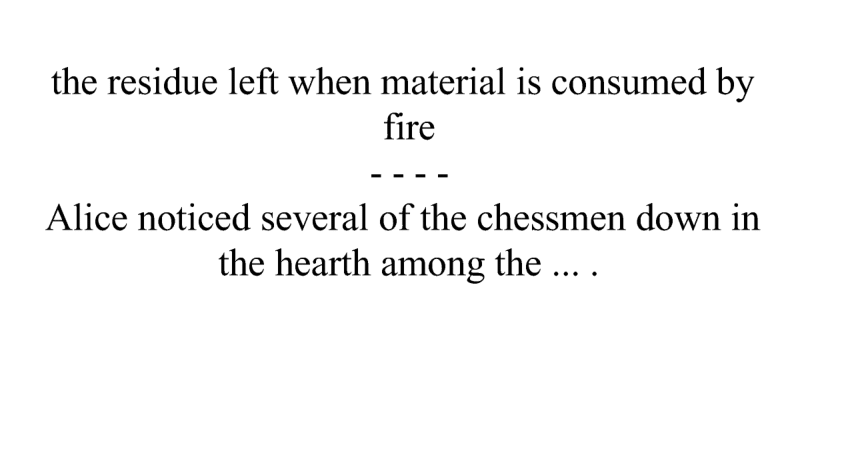 the residue left when material is consumed by
fire
- - - -
Alice noticed several of the chessmen down in
the hearth among the ... .